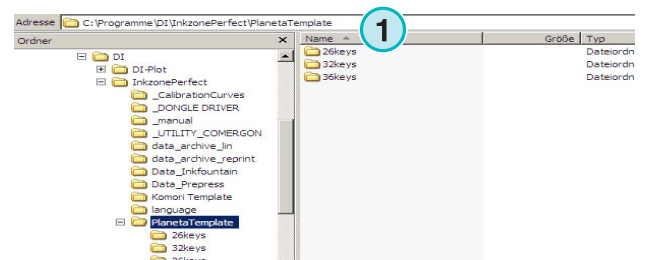 Adresse C:\Programme\DI\InkzonePerfect\PlanetaTemplate
Ordner
DI
DI-Plot
InkzonePerfect
_CalibrationCurves
_DONGLE DRIVER
_manual
_UTILITY_COMERGON
data_archive_lin
data_archive_reprint
Data_Inkfountain
Data_Prepress
Komori Template
language
PlanetaTemplate
26keys
32keys
36keys
1
Name Größe Typ
26keys Dateiordn
32keys Dateiordn
36keys Dateiordn